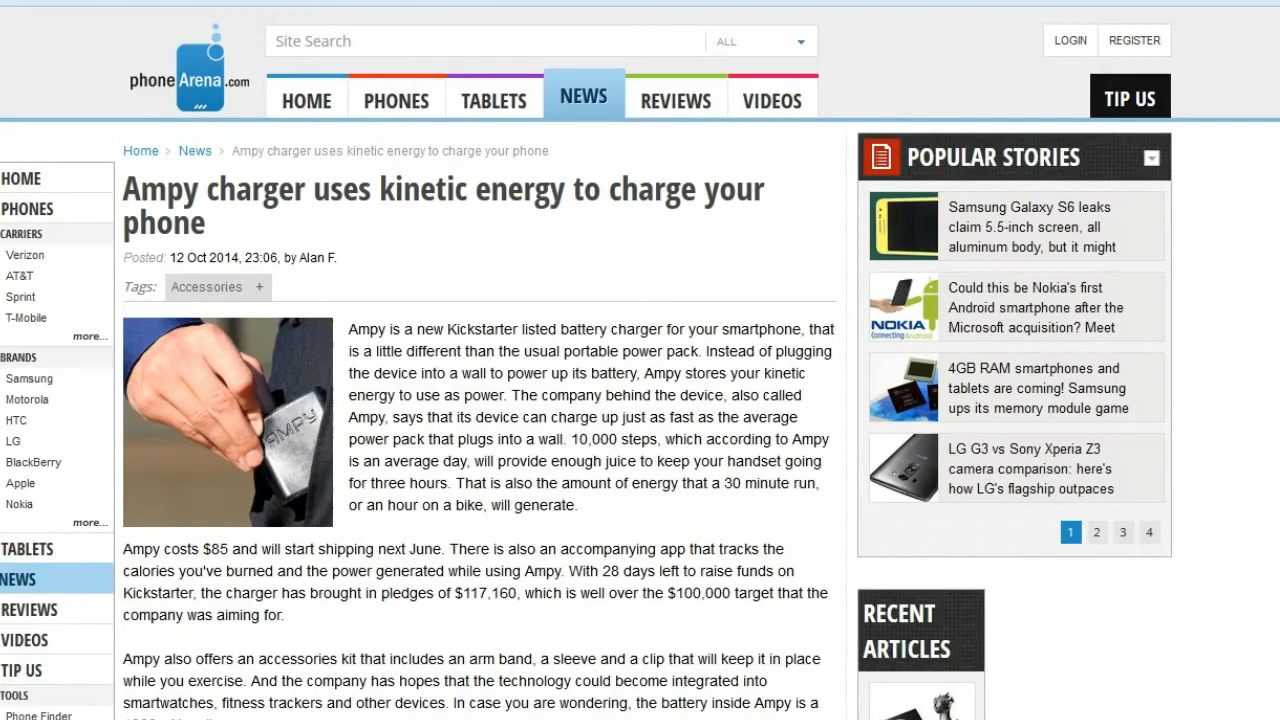 phoneArena.com
Site Search
ALL
LOGIN
REGISTER
HOME
PHONES
TABLETS
NEWS
REVIEWS
VIDEOS
TIP US
Home > News > Ampy charger uses kinetic energy to charge your phone
Ampy charger uses kinetic energy to charge your
phone
Posted: 12 Oct 2014, 23:06, by Alan F.
Tags: Accessories +
AMPY
Ampy is a new Kickstarter listed battery charger for your smartphone, that
is a little different than the usual portable power pack. Instead of plugging
the device into a wall to power up its battery, Ampy stores your kinetic
energy to use as power. The company behind the device, also called
Ampy, says that its device can charge up just as fast as the average
power pack that plugs into a wall. 10,000 steps, which according to Ampy
is an average day, will provide enough juice to keep your handset going
for three hours. That is also the amount of energy that a 30 minute run,
or an hour on a bike, will generate.
Ampy costs $85 and will start shipping next June. There is also an accompanying app that tracks the
calories you've burned and the power generated while using Ampy. With 28 days left to raise funds on
Kickstarter, the charger has brought in pledges of $117,160, which is well over the $100,000 target that the
company was aiming for.
Ampy also offers an accessories kit that includes an arm band, a sleeve and a clip that will keep it in place
while you exercise. And the company has hopes that the technology could become integrated into
smartwatches, fitness trackers and other devices. In case you are wondering, the battery inside Ampy is a
HOME
PHONES
CARRIERS
Verizon
AT&T
Sprint
T-Mobile
more...
BRANDS
Samsung
Motorola
HTC
LG
BlackBerry
Apple
Nokia
more...
TABLETS
NEWS
REVIEWS
VIDEOS
TIP US
TOOLS
Phone Finder
POPULAR STORIES
Samsung Galaxy S6 leaks
claim 5.5-inch screen, all
aluminum body, but it might
NOKIA
Connecting Android
Could this be Nokia's first
Android smartphone after the
Microsoft acquisition? Meet
4GB RAM smartphones and
tablets are coming! Samsung
ups its memory module game
LG G3 vs Sony Xperia Z3
camera comparison: here's
how LG's flagship outpaces
1 2 3 4
RECENT
ARTICLES